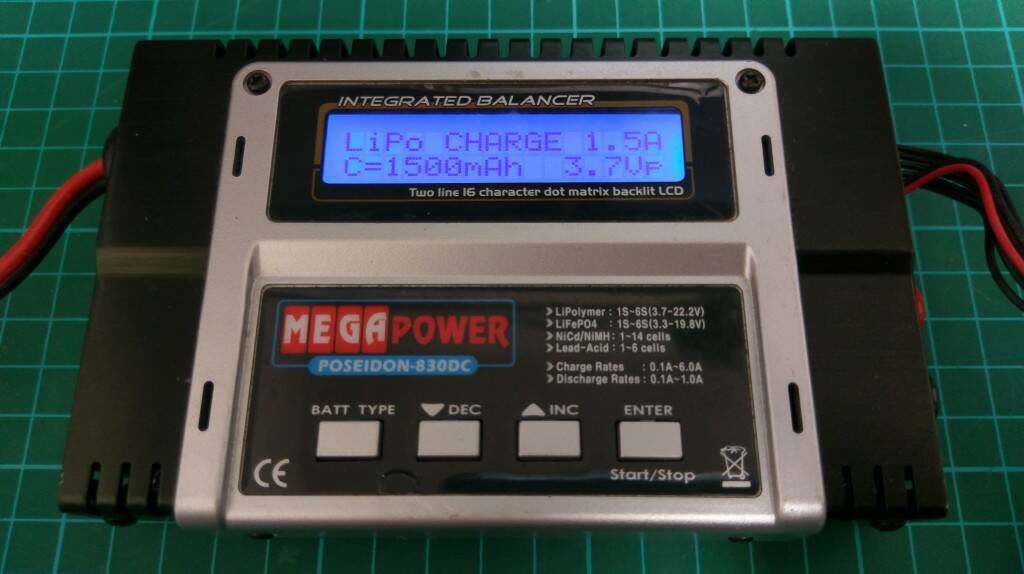 INTEGRATED BALANCER
LiPo CHARGE 1.5A
C=1500mAh 3.7Vp
Two line 16 character dot matrix backlit LCD
MEGAPOWER
POSEIDON-830DC
LiPolymer : 1S~6S(3.7~22.2V)
LiFePO4 : 1S~6S(3.3~19.8V)
NiCd/NiMH: 1~14 cells
Lead-Acid : 1~6 cells
Charge Rates : 0.1A~6.0A
Discharge Rates : 0.1A~1.0A
BATT TYPE DEC INC ENTER
Start/Stop
CE